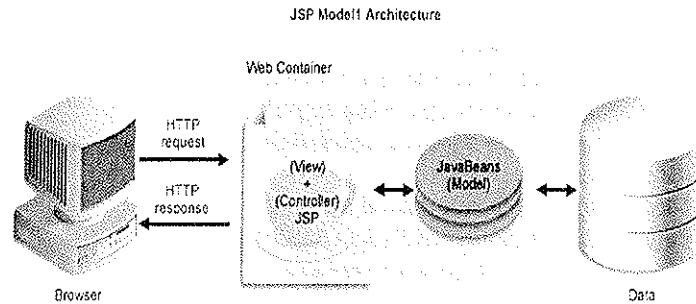 JSP Model1 Architecture
Web Container
HTTP
request
HTTP
response
(View)
+
(Controller)
JSP
JavaBeans
(Model)
Browser
Data